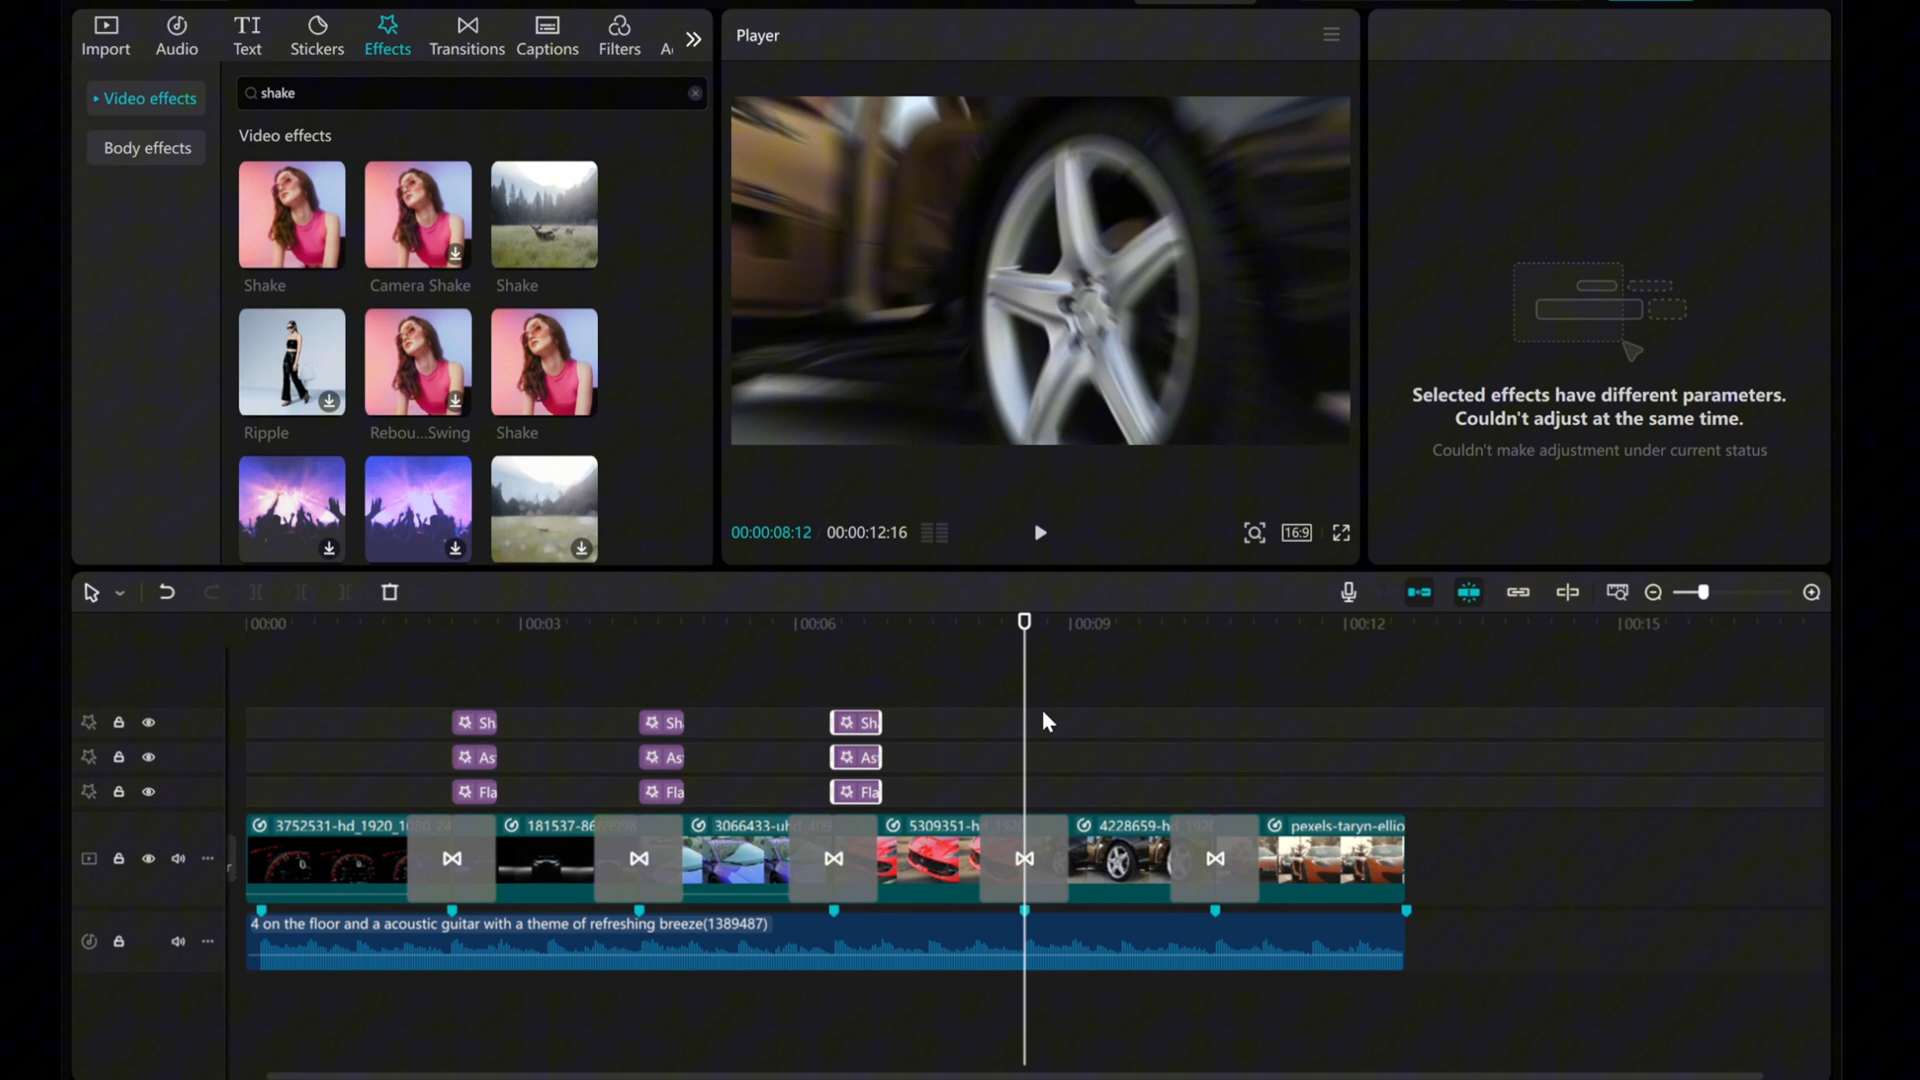 Import
Audio
Text
Stickers
Effects
Transitions
Captions
Filters
Player
Video effects
Body effects
shake
Video effects
Shake
Camera Shake
Shake
Ripple
Rebou...Swing
Shake
Selected effects have different parameters.
Couldn't adjust at the same time.
Couldn't make adjustment under current status
00:00:08:12
00:00:12:16
16:9
00:00
00:03
00:06
00:09
00:12
00:15
Sh
Sh
Sh
As
As
As
Fla
Fla
Fla
3752531-hd_1920_1080_24
181537-86
3066433-uhd_409
5309351-hd_1920
4228659-hd_1920
pexels-taryn-ellio
4 on the floor and a acoustic guitar with a theme of refreshing breeze(1389487)